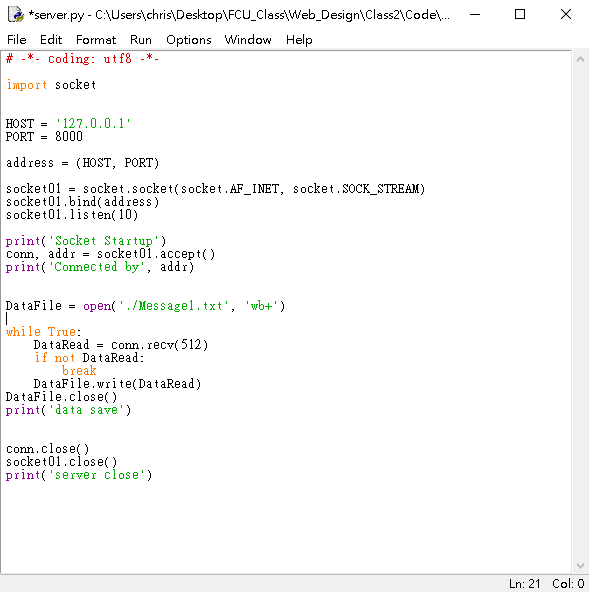 *server.py - C:\Users\chris\Desktop\FCU_Class\Web_Design\Class2\Code\...
File Edit Format Run Options Window Help
# -*- coding: utf8 -*-
import socket
HOST = '127.0.0.1'
PORT = 8000
address = (HOST, PORT)
socket01 = socket.socket(socket.AF_INET, socket.SOCK_STREAM)
socket01.bind(address)
socket01.listen(10)
print('Socket Startup')
conn, addr = socket01.accept()
print('Connected by', addr)
DataFile = open('./Message1.txt', 'wb+')
while True:
    DataRead = conn.recv(512)
    if not DataRead:
        break
    DataFile.write(DataRead)
DataFile.close()
print('data save')
conn.close()
socket01.close()
print('server close')
Ln: 21 Col: 0